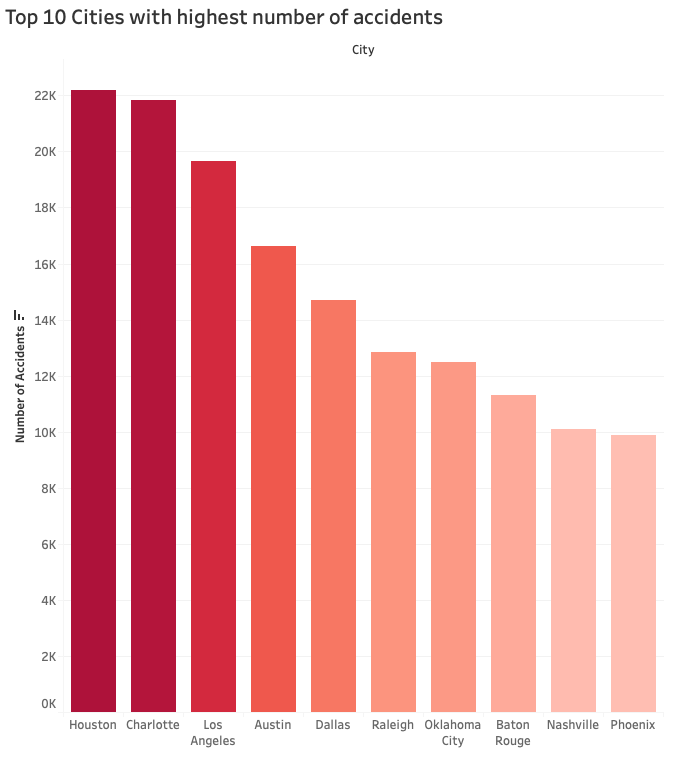 Top 10 Cities with highest number of accidents
City
Number of Accidents
22K
20K
18K
16K
14K
12K
10K
8K
6K
4K
2K
0K
Houston Charlotte Los Angeles Austin Dallas Raleigh Oklahoma City Baton Rouge Nashville Phoenix